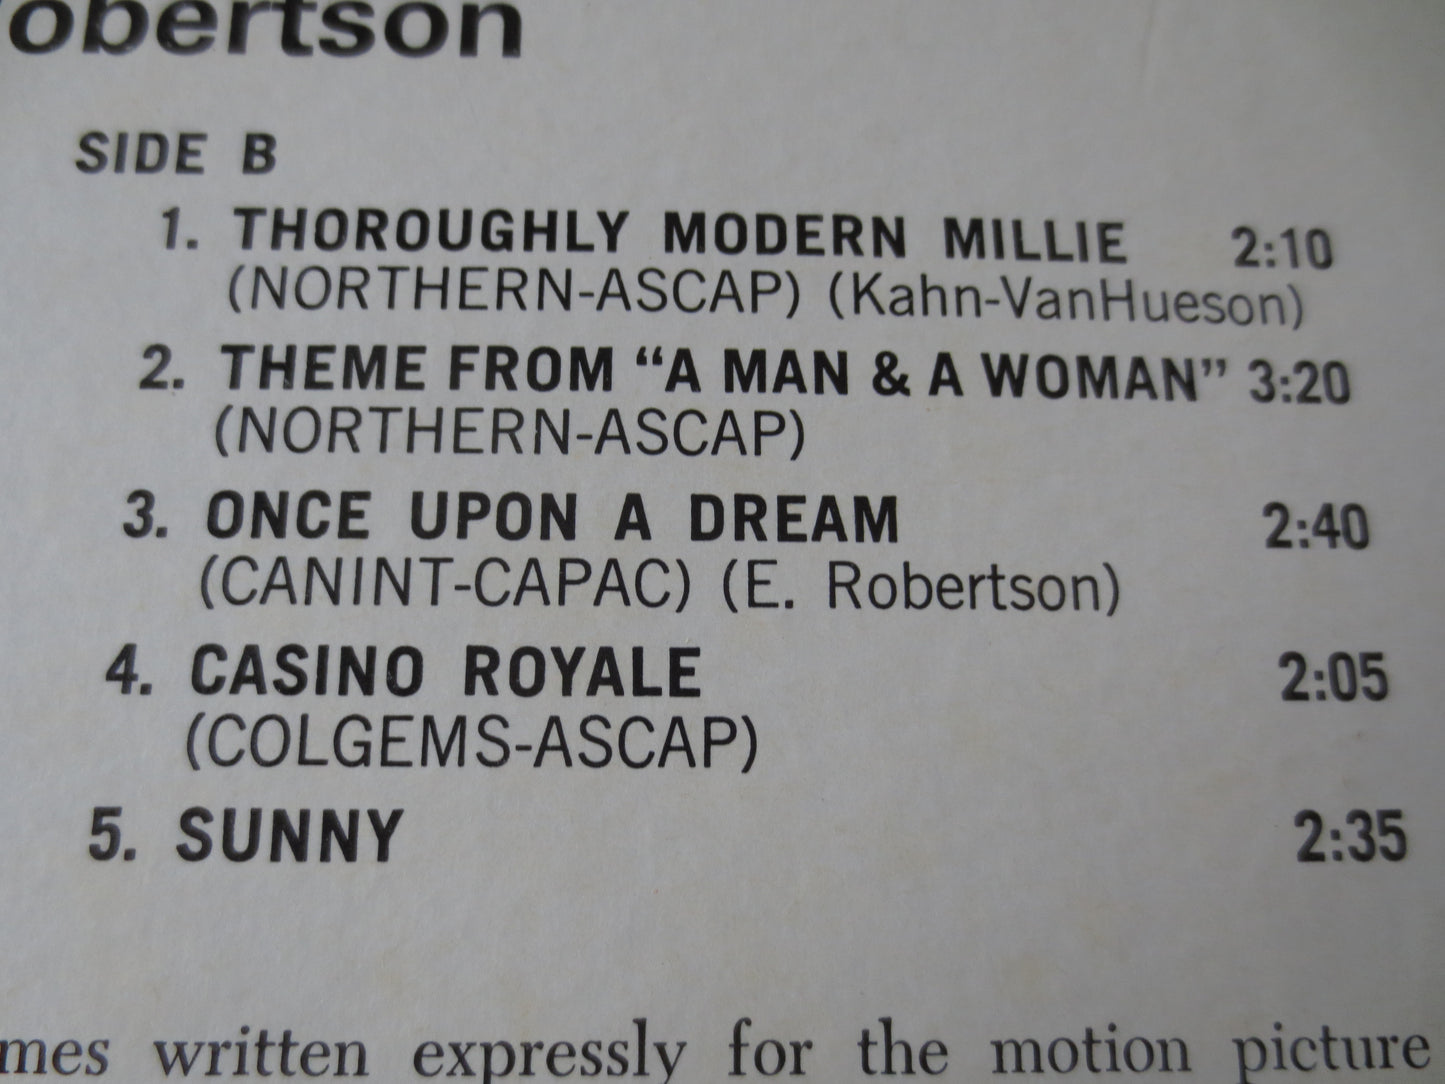 obertson
SIDE B
1. THOROUGHLY MODERN MILLIE 2:10
(NORTHERN-ASCAP) (Kahn-VanHueson)
2. THEME FROM “A MAN & A WOMAN” 3:20
(NORTHERN-ASCAP)
3. ONCE UPON A DREAM 2:40
(CANINT-CAPAC) (E. Robertson)
4. CASINO ROYALE 2:05
(COLGEMS-ASCAP)
5. SUNNY 2:35
mes written expressly for the motion picture